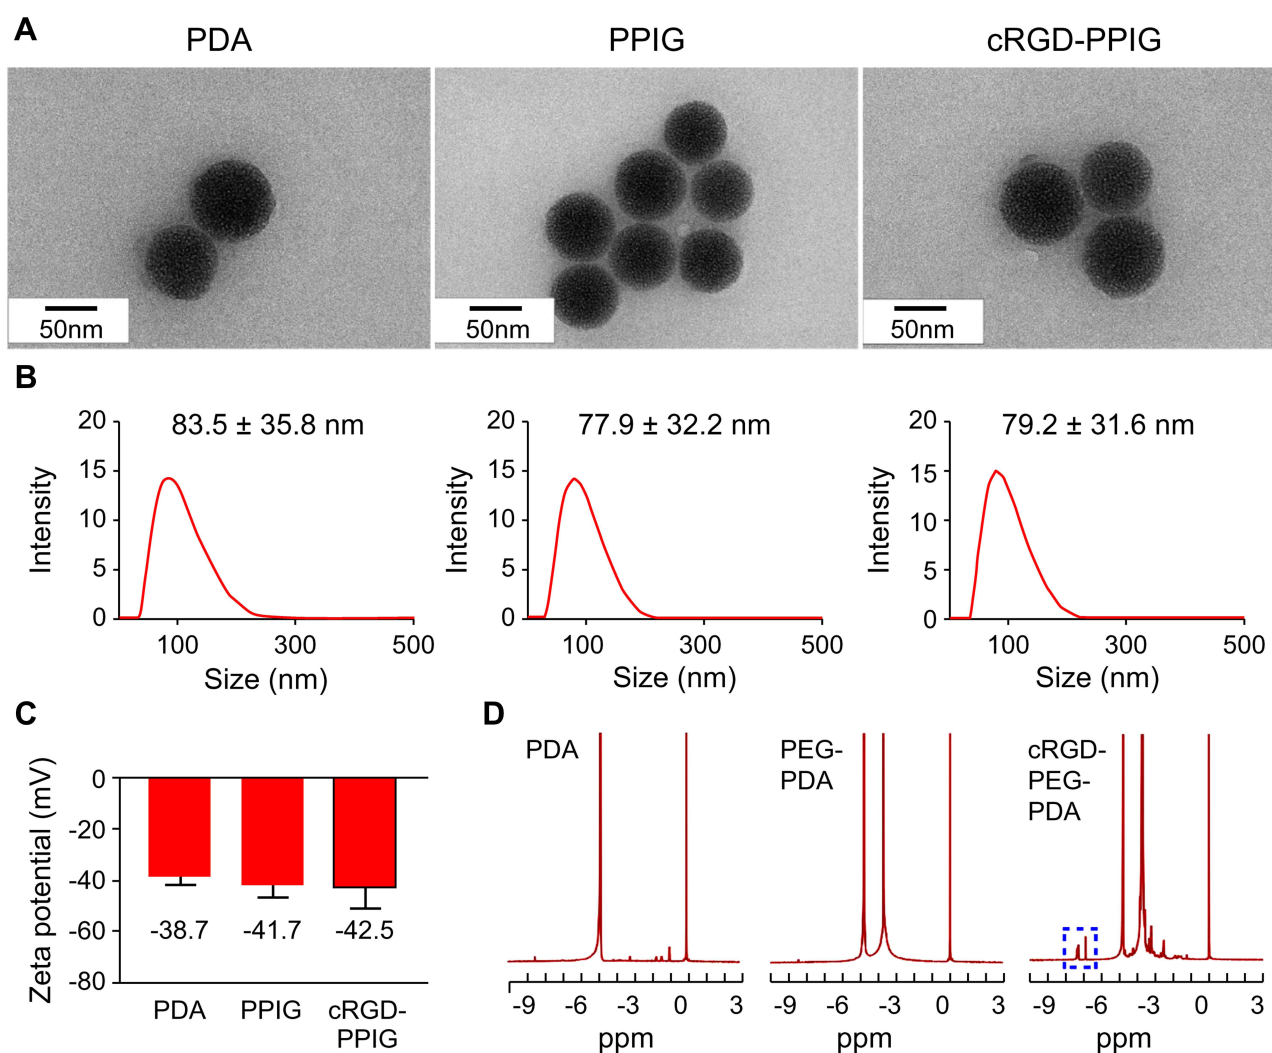 A
PDA
PPIG
cRGD-PPIG
50nm
50nm
50nm
B
83.5 ± 35.8 nm
77.9 ± 32.2 nm
79.2 ± 31.6 nm
Intensity
20
15
10
5
0
100
300
500
Size (nm)
Intensity
20
15
10
5
0
100
300
500
Size (nm)
Intensity
20
15
10
5
0
100
300
500
Size (nm)
C
Zeta potential (mV)
0
-20
-40
-60
-80
-38.7
-41.7
-42.5
PDA
PPIG
cRGD-
PPIG
D
PDA
-9
-6
-3
0
3
ppm
PEG-
PDA
-9
-6
-3
0
3
ppm
cRGD-
PEG-
PDA
-9
-6
-3
0
3
ppm